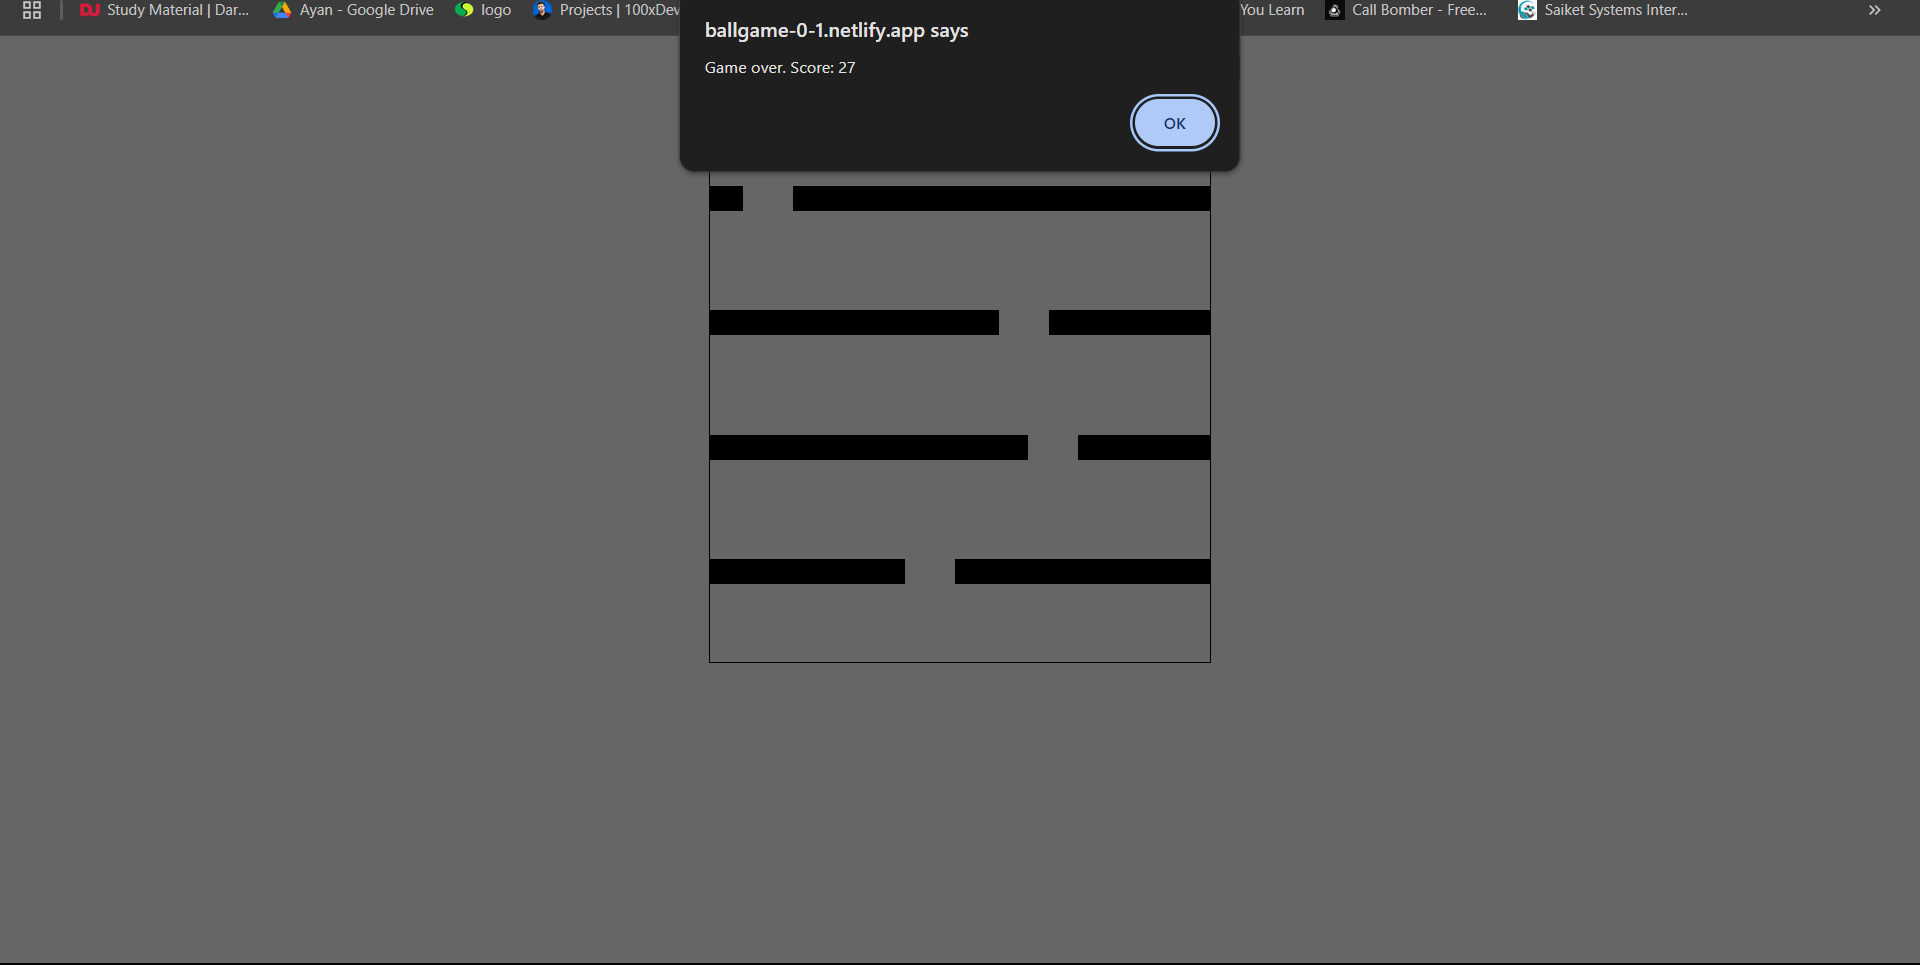 Study Material | Dar...
Ayan - Google Drive
logo
Projects | 100xDev
You Learn
Call Bomber - Free...
Saiket Systems Inter...
ballgame-0-1.netlify.app says
Game over. Score: 27
OK